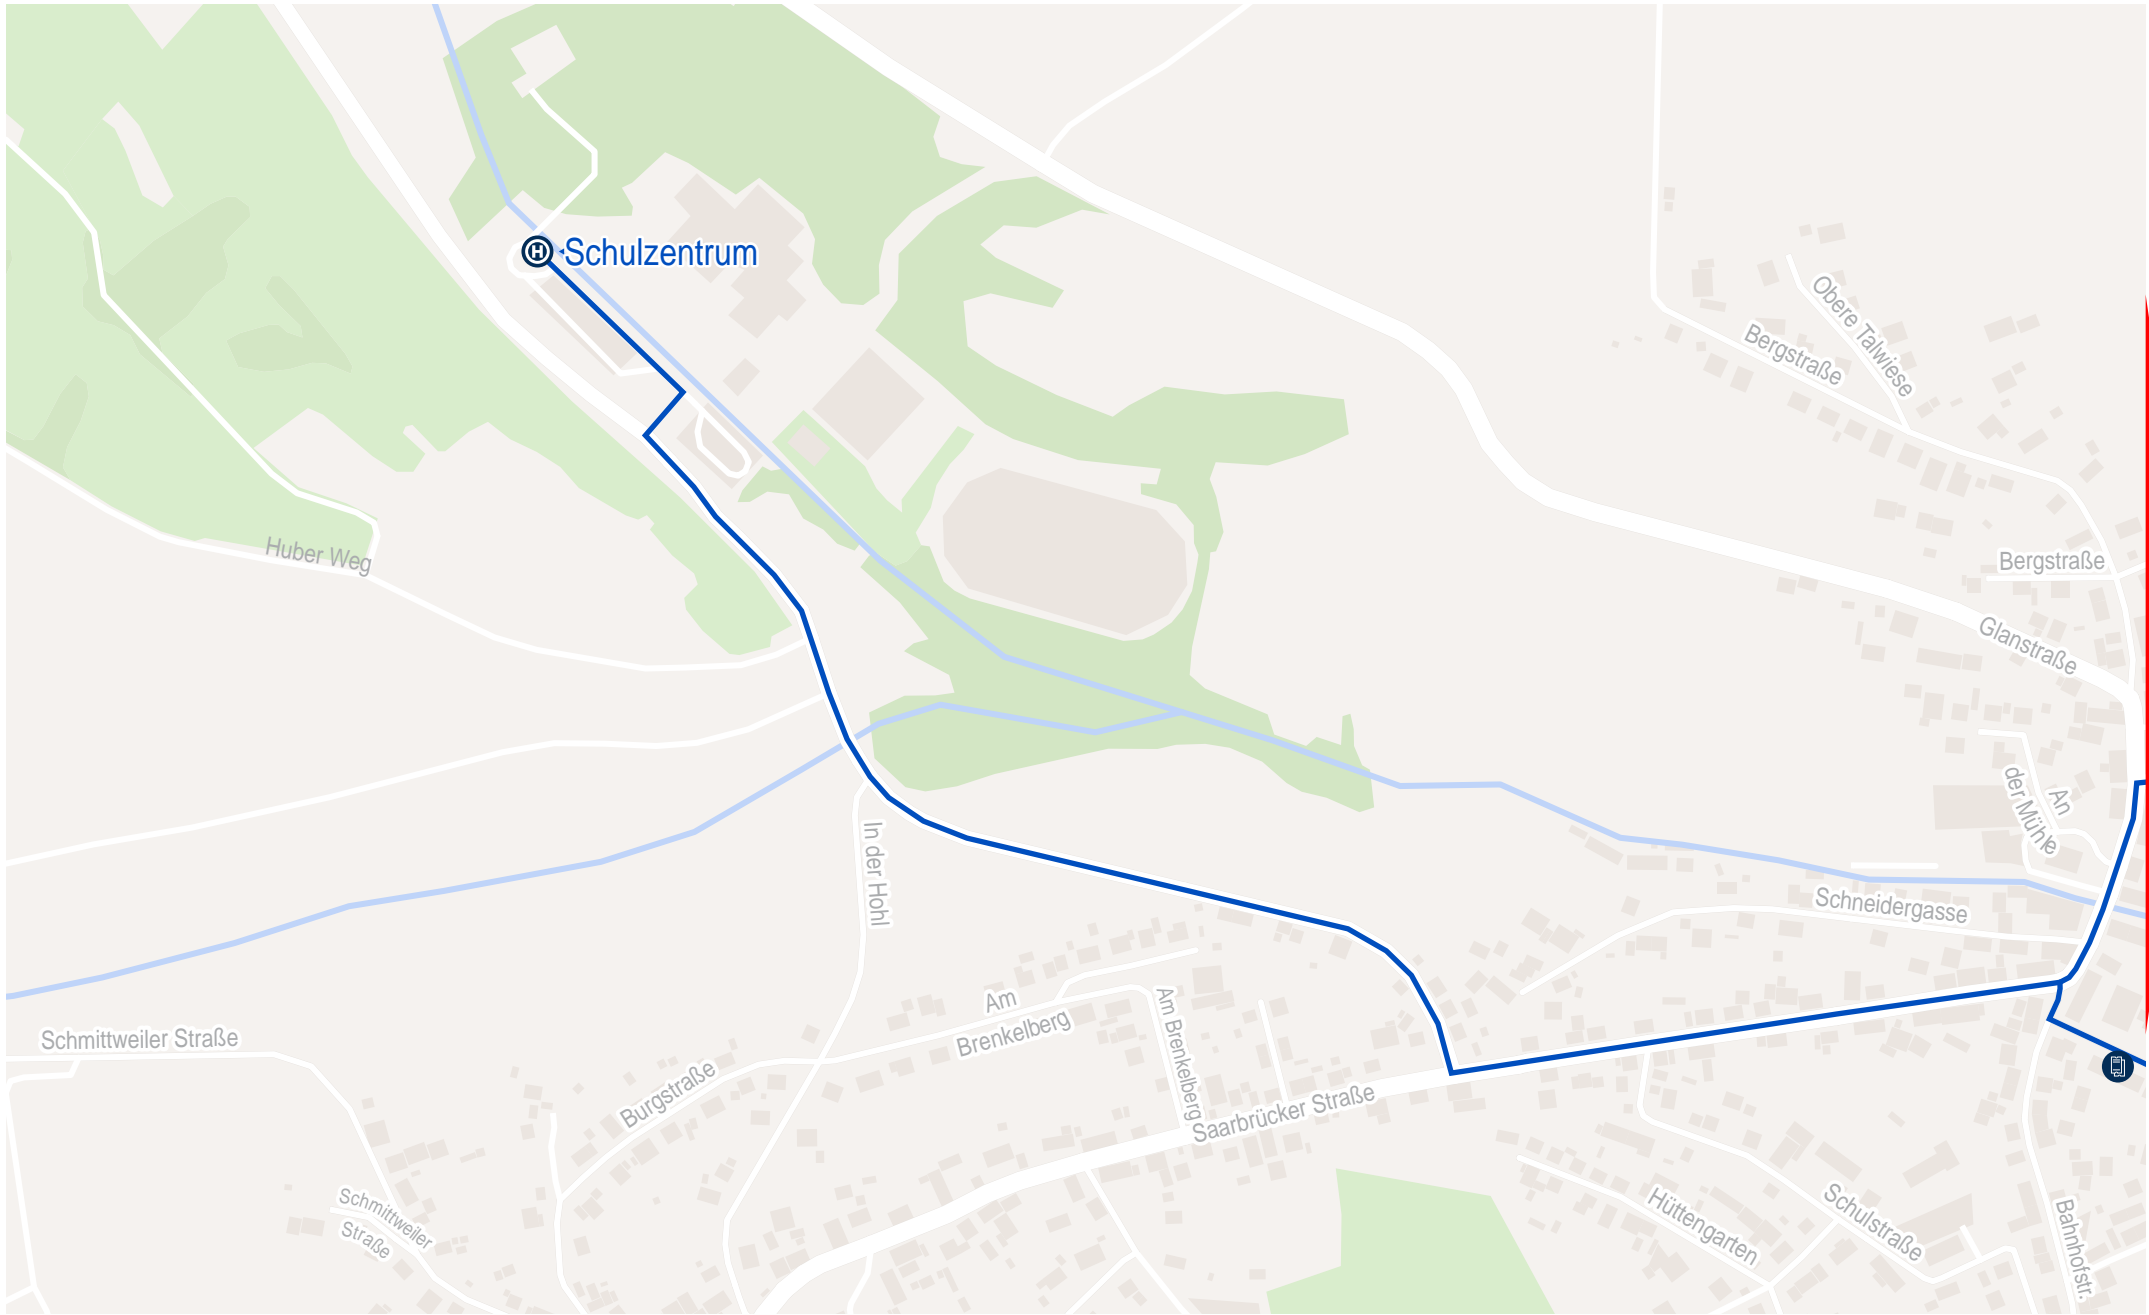 H
Schulzentrum
Obere Talwiese
Bergstraße
Huber Weg
Bergstraße
Glanstraße
An
der Mühle
In der Hohl
Schneidergasse
Am
Brenkelberg
Am Brenkelberg
Schmittweiler Straße
Burgstraße
Saarbrücker Straße
Schmittweiler
Straße
Hüttengarten
Schulstraße
Bahnhofstr.